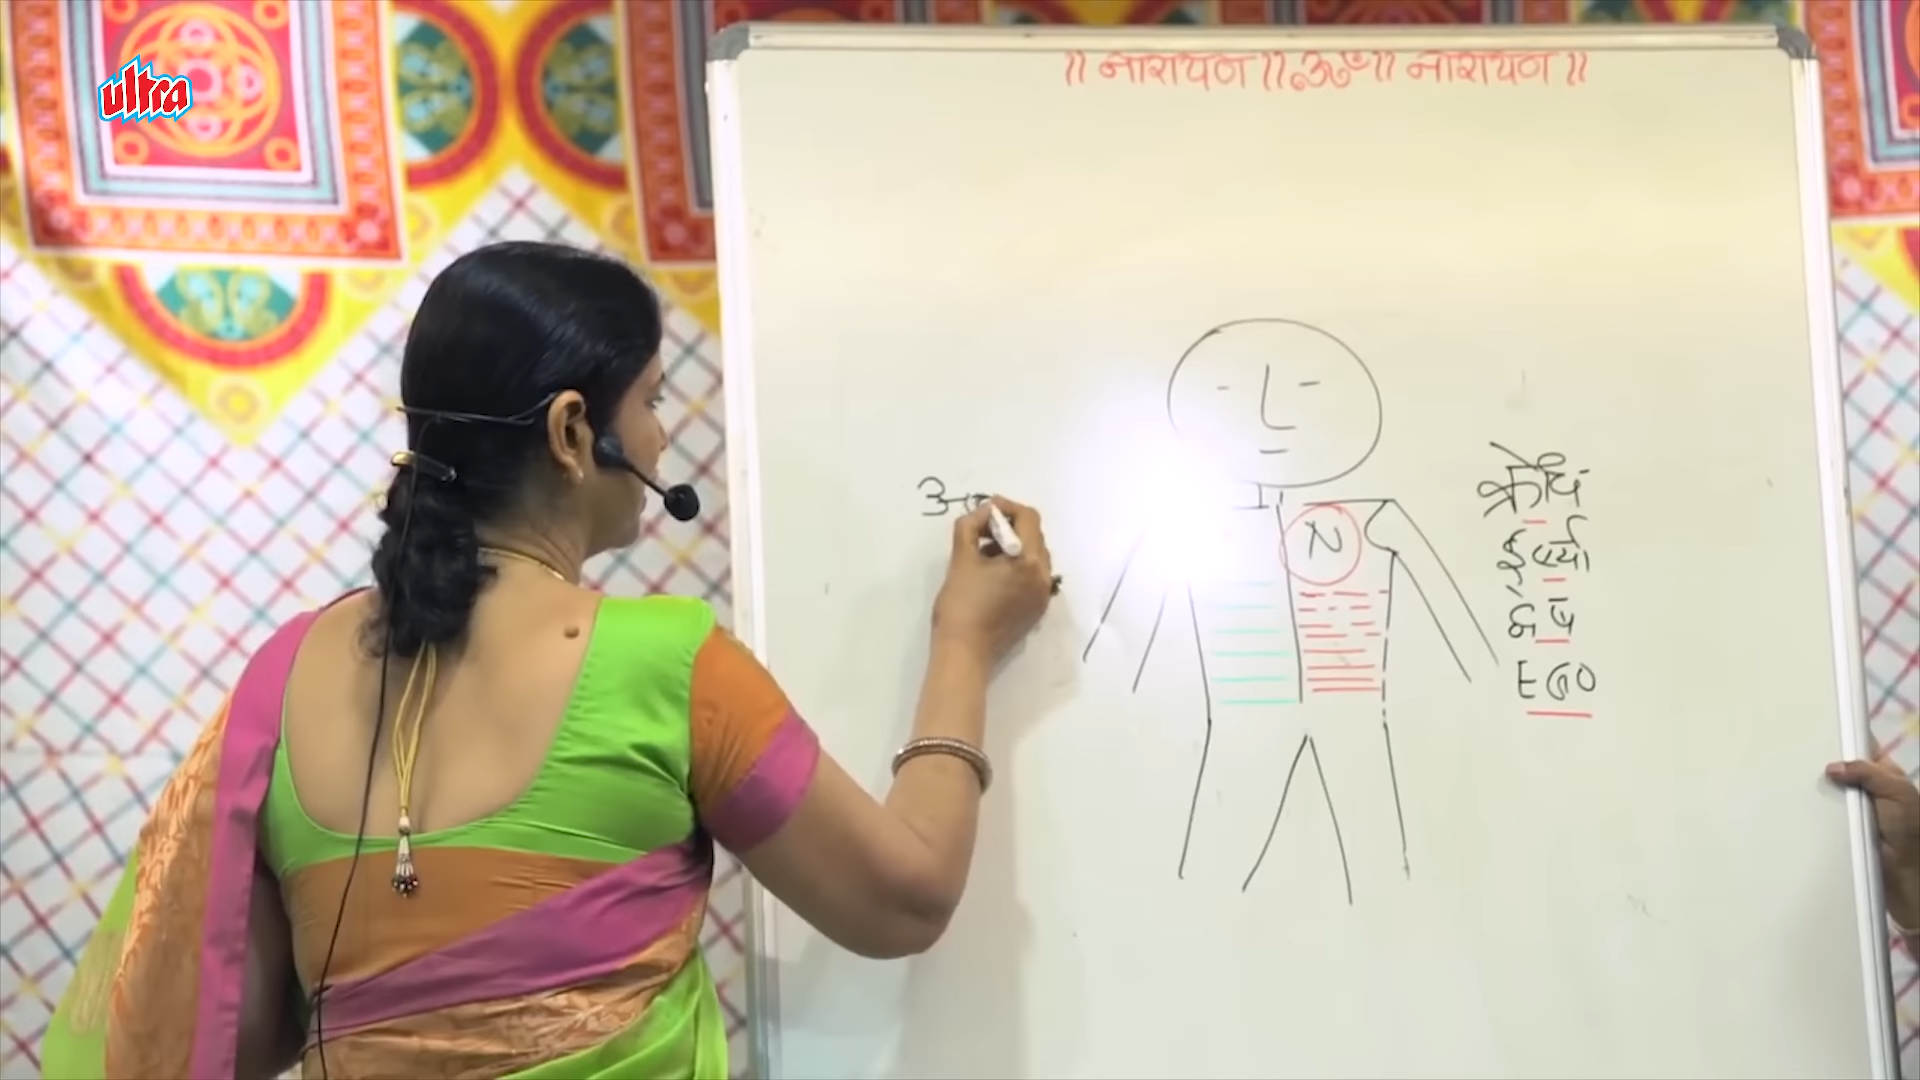 ultra
॥ नारायण ॥ ॐ ॥ नारायण ॥
I
N
क्रोध
ईर्ष्या
द्वेष
EGO